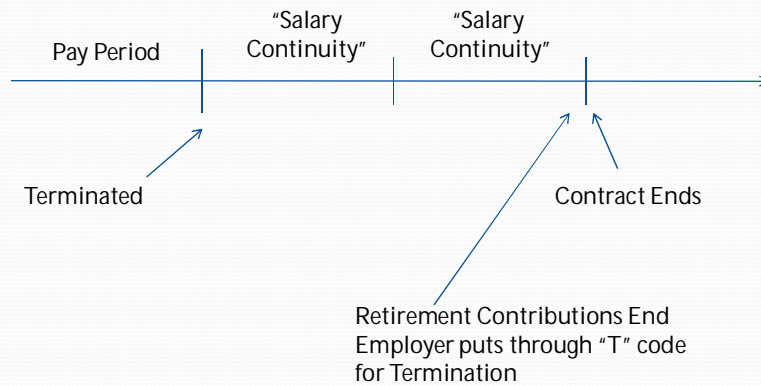 Pay Period
“Salary
Continuity”
“Salary
Continuity”
Terminated
Contract Ends
Retirement Contributions End
Employer puts through “T” code
for Termination